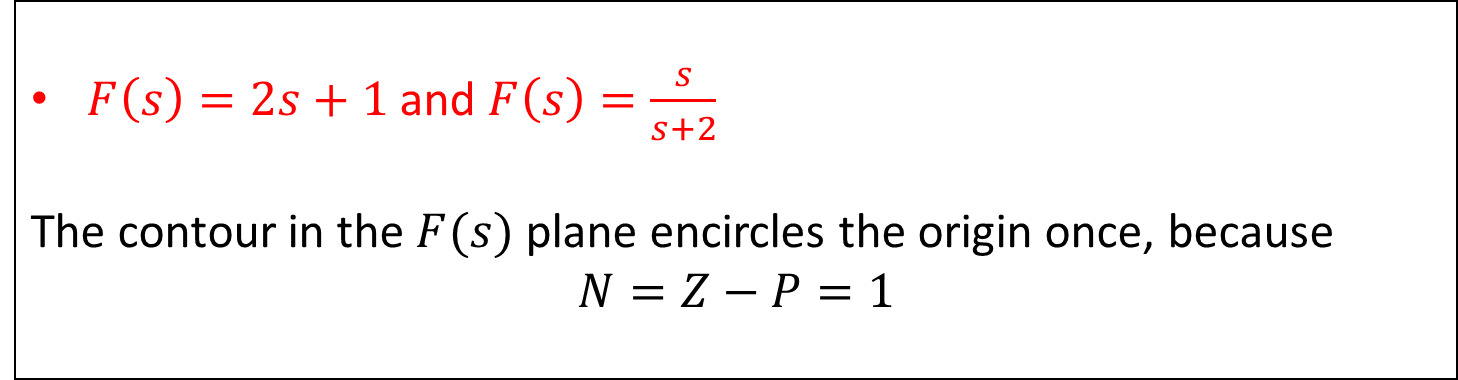 • F(s) = 2s + 1 and F(s) = s/(s+2)
The contour in the F(s) plane encircles the origin once, because
N = Z − P = 1